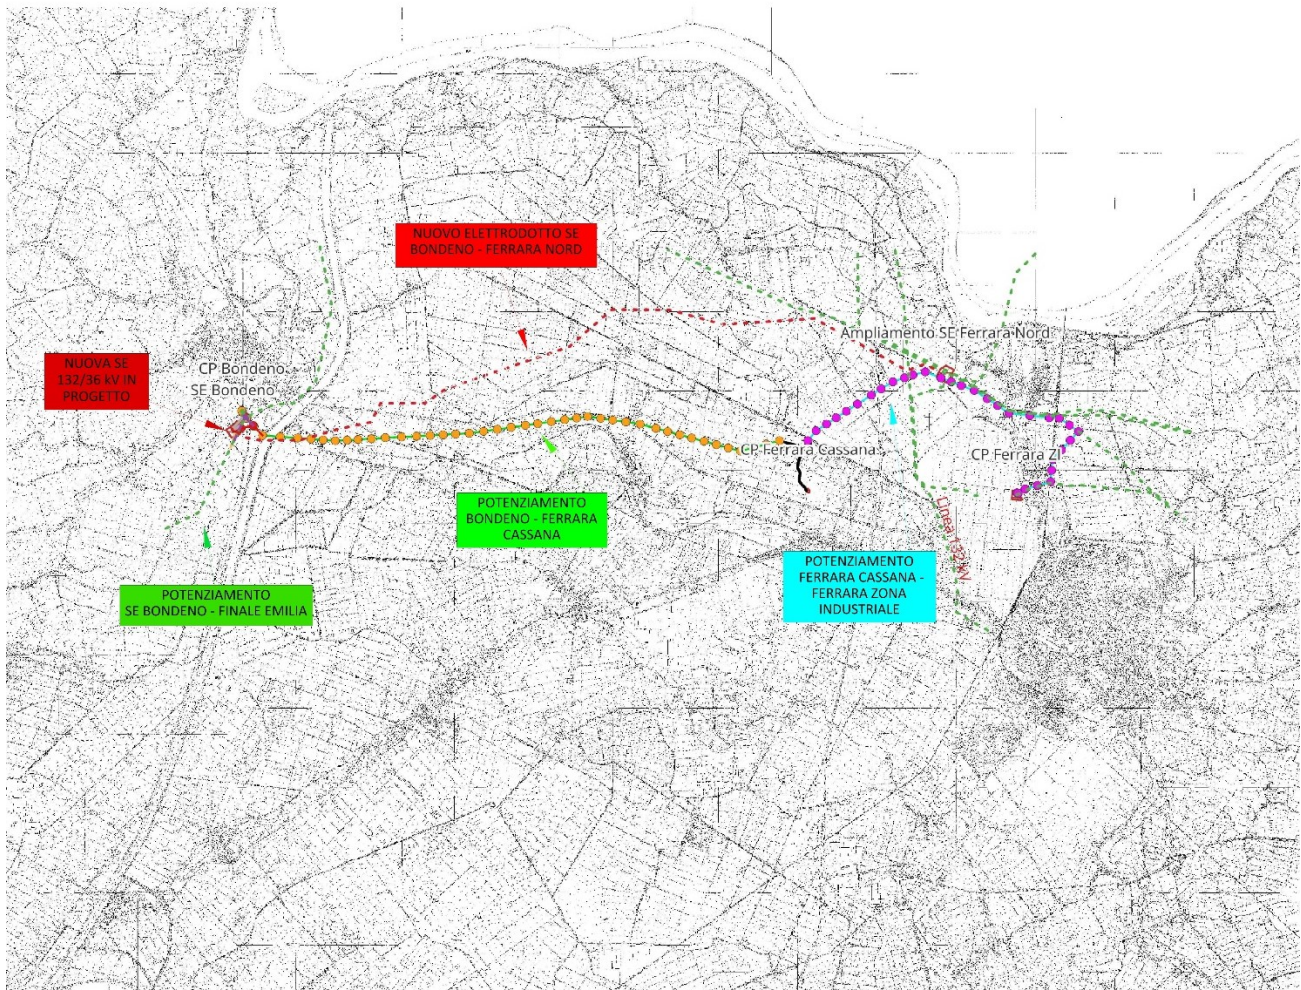 NUOVO ELETTRODOTTO SE
BONDENO - FERRARA NORD
Ampliamento SE Ferrara Nord
NUOVA SE
132/36 kV IN
PROGETTO
CP Bondeno
SE Bondeno
CP Ferrara Cassana
CP Ferrara ZI
POTENZIAMENTO
BONDENO - FERRARA
CASSANA
Linea 132 kV
POTENZIAMENTO
FERRARA CASSANA -
FERRARA ZONA
INDUSTRIALE
POTENZIAMENTO
SE BONDENO - FINALE EMILIA